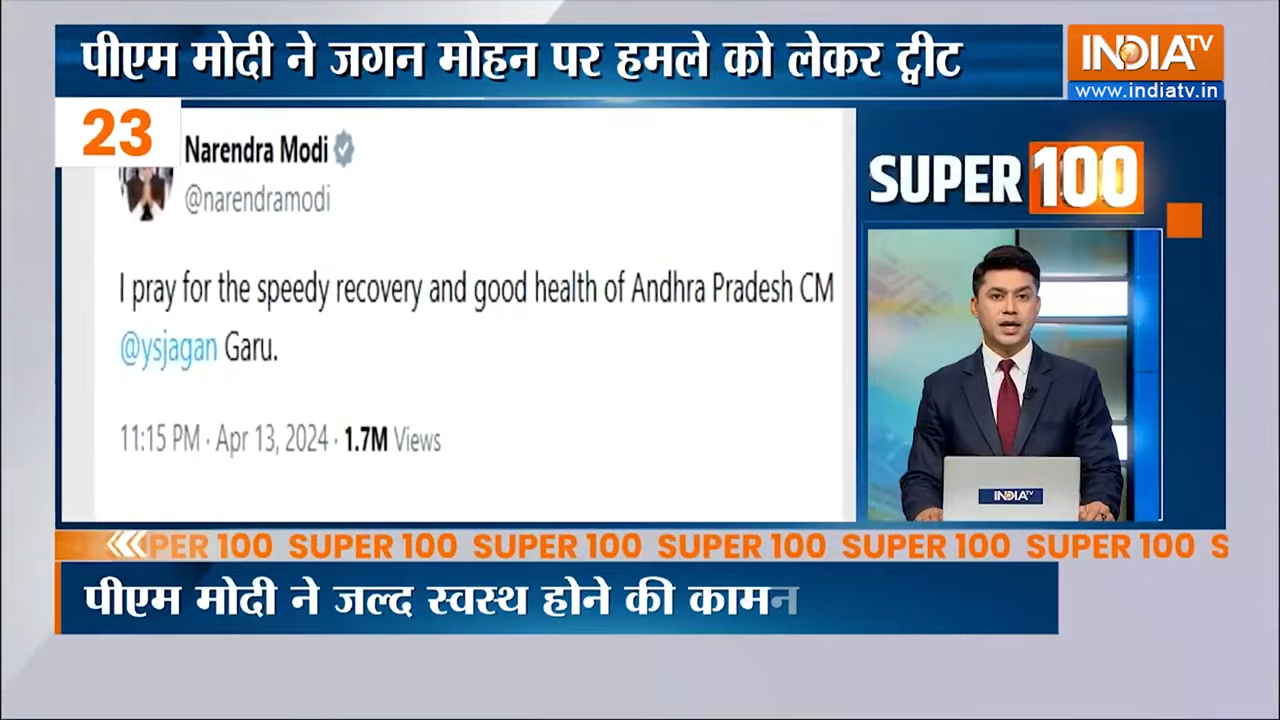 पीएम मोदी ने जगन मोहन पर हमले को लेकर ट्वीट
INDIA TV
www.indiatv.in
23
Narendra Modi
@narendramodi
I pray for the speedy recovery and good health of Andhra Pradesh CM
@ysjagan Garu.
11:15 PM · Apr 13, 2024 · 1.7M Views
SUPER 100
INDIA TV
PER 100 SUPER 100 SUPER 100 SUPER 100 SUPER 100 SUPER 100 S
पीएम मोदी ने जल्द स्वस्थ होने की कामन